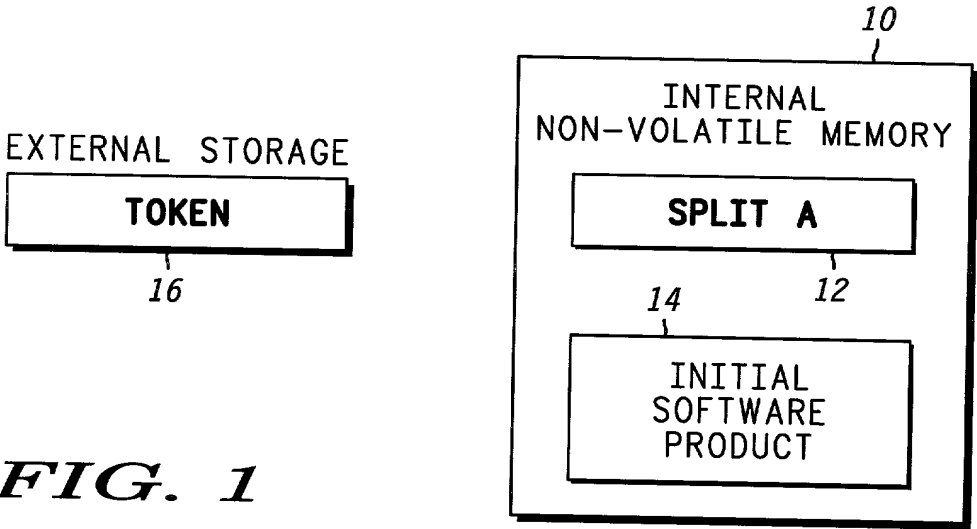 10
INTERNAL
NON-VOLATILE MEMORY
EXTERNAL STORAGE
TOKEN
16
SPLIT A
12
14
INITIAL
SOFTWARE
PRODUCT
FIG. 1